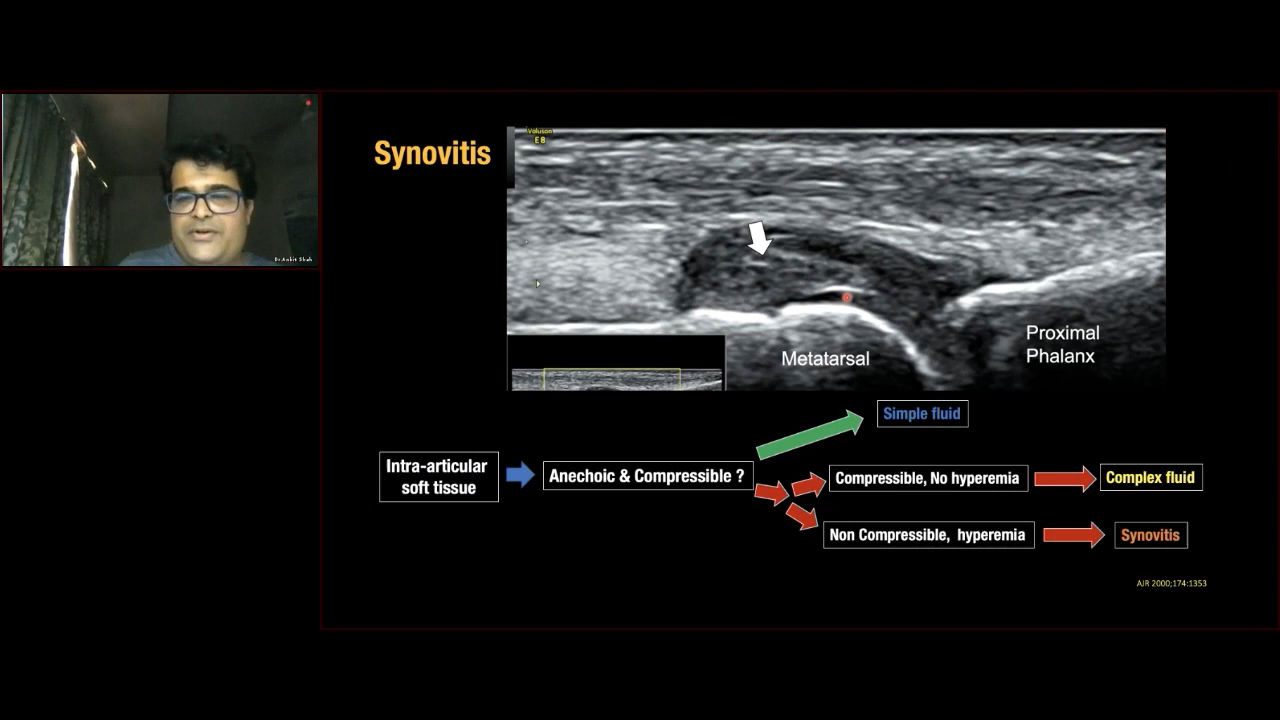 Dr.Ankit Shah
Synovitis
Voluson
E8
Metatarsal
Proximal
Phalanx
Simple fluid
Intra-articular
soft tissue
Anechoic & Compressible ?
Compressible, No hyperemia
Complex fluid
Non Compressible, hyperemia
Synovitis
AJR 2000;174:1353